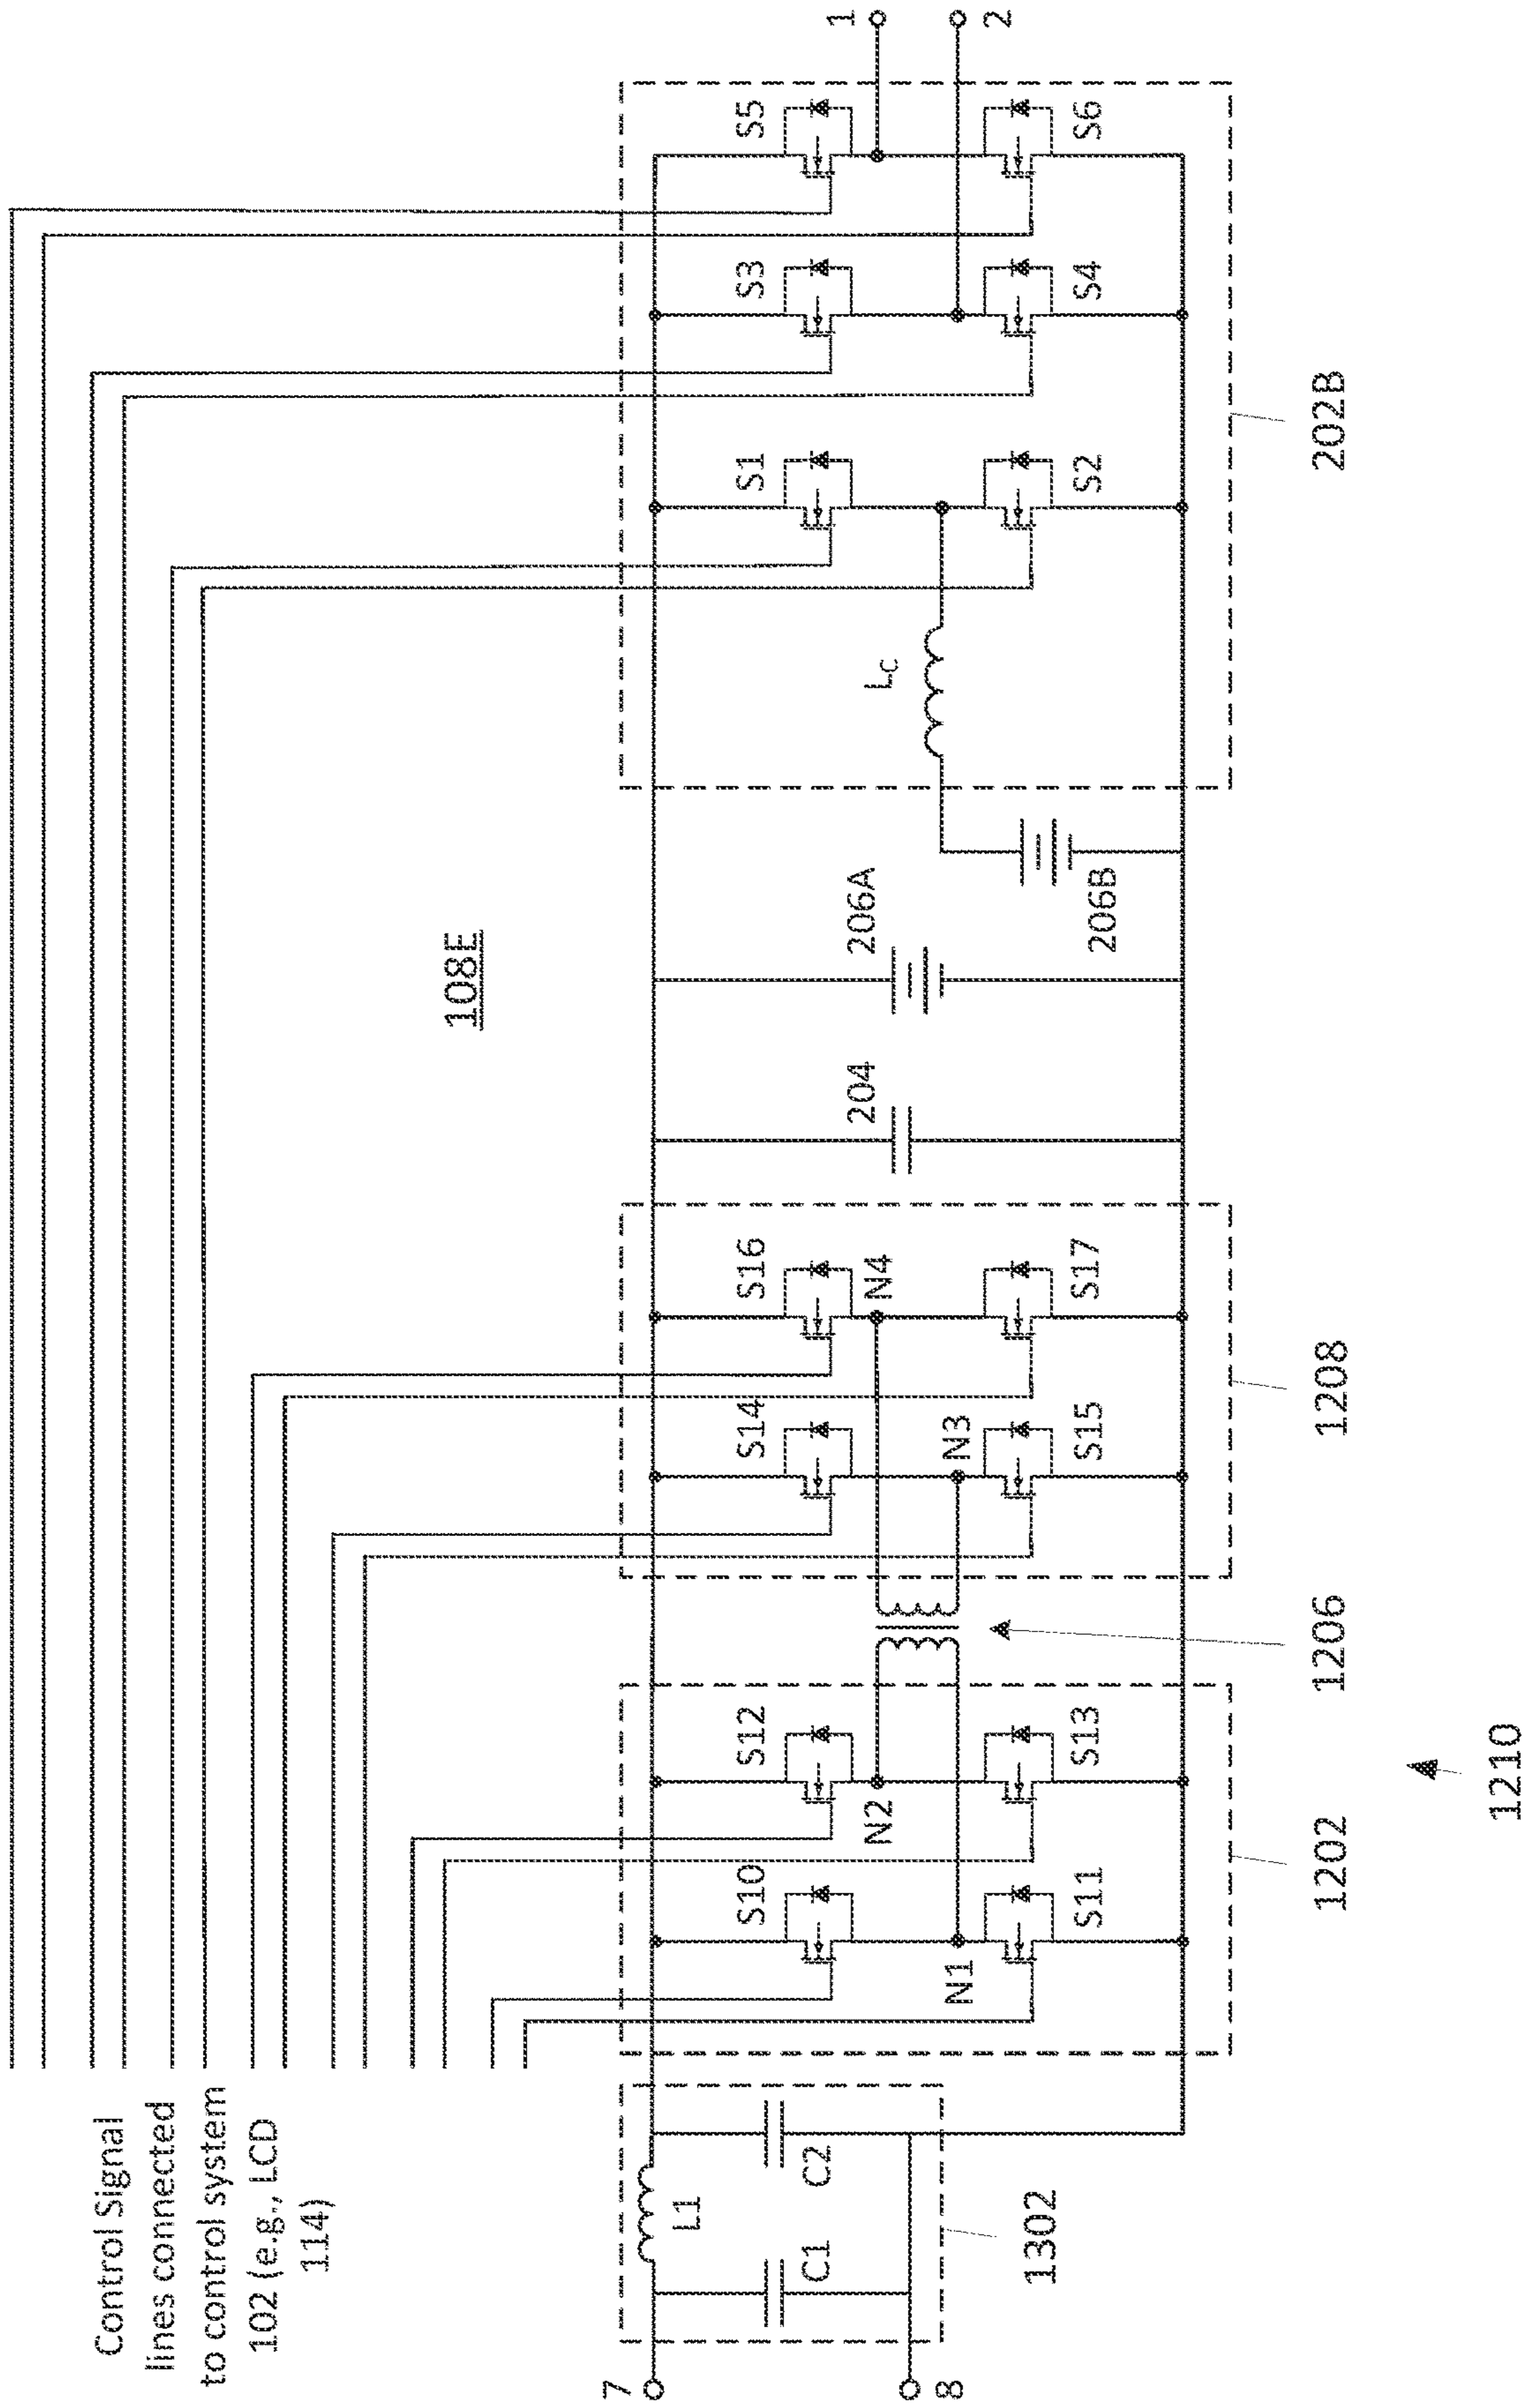 Control Signal
lines connected
to control system
102 (e.g., LCD
114)
108E
7
8
L1
C1
C2
1302
S10
S11
N1
S12
S13
N2
1202
1210
1206
S14
S15
N3
S16
S17
N4
1208
204
206A
206B
LC
S1
S2
S3
S4
S5
S6
202B
1
2